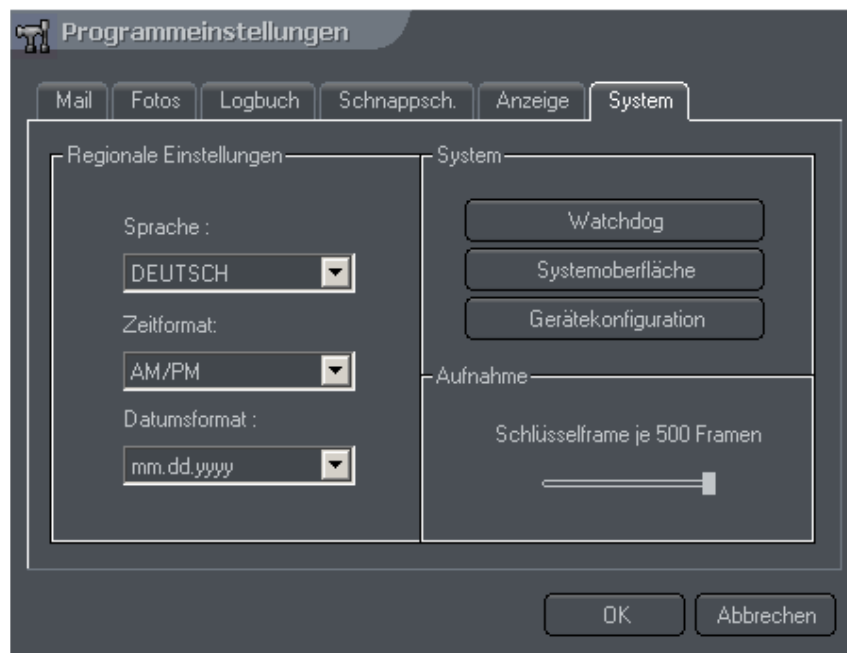 Programmeinstellungen
Mail Fotos Logbuch Schnappsch. Anzeige System
Regionale Einstellungen
Sprache :
DEUTSCH
Zeitformat:
AM/PM
Datumsformat :
mm.dd.yyyy
System
Watchdog
Systemoberfläche
Gerätekonfiguration
Aufnahme
Schlüsselframe je 500 Framen
OK Abbrechen